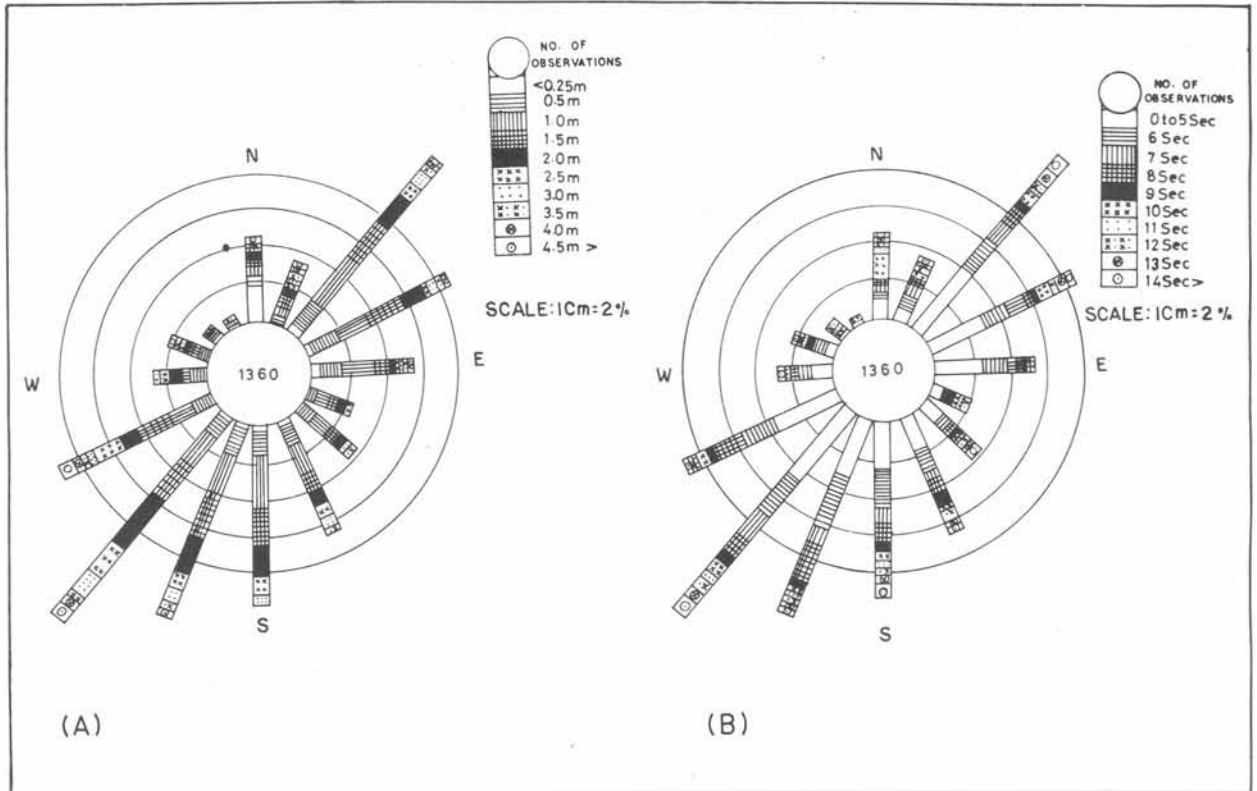 NO. OF
OBSERVATIONS
<0.25m
0.5m
1.0m
1.5m
2.0m
2.5m
3.0m
3.5m
4.0m
4.5m >
SCALE: 1Cm = 2%
N
W
1360
E
S
(A)
NO. OF
OBSERVATIONS
0 to 5 Sec
6 Sec
7 Sec
8 Sec
9 Sec
10 Sec
11 Sec
12 Sec
13 Sec
14 Sec >
SCALE: 1Cm = 2%
N
W
1360
E
S
(B)